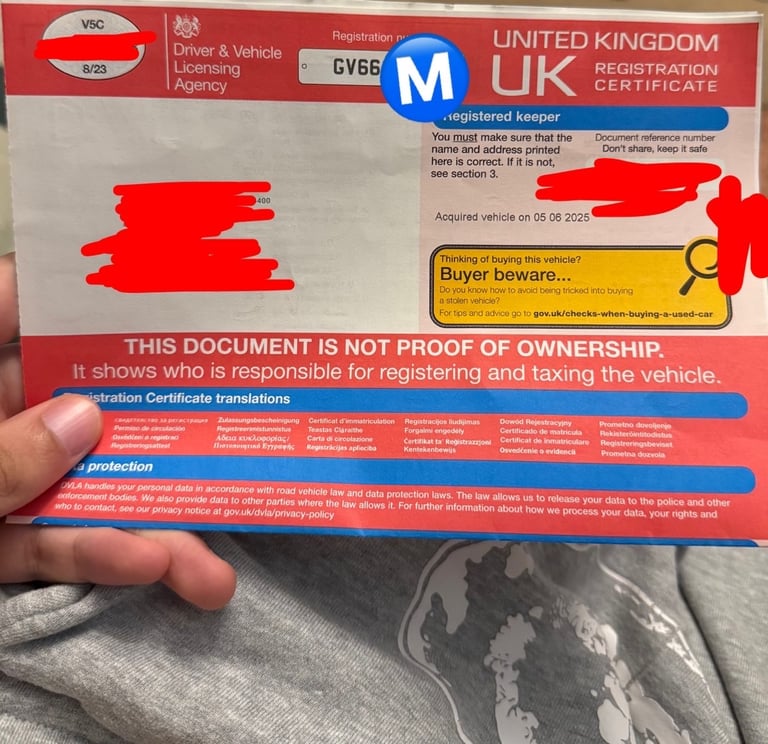 V5C
8/23
Driver & Vehicle
Licensing
Agency
Registration
GV66
M
UNITED KINGDOM
UK REGISTRATION
CERTIFICATE
Registered keeper
You must make sure that the
name and address printed
here is correct. If it is not,
see section 3.
Document reference number
Don't share, keep it safe
400
Acquired vehicle on 05 06 2025
Thinking of buying this vehicle?
Buyer beware...
Do you know how to avoid being tricked into buying
a stolen vehicle?
For tips and advice go to gov.uk/checks-when-buying-a-used-car
THIS DOCUMENT IS NOT PROOF OF OWNERSHIP.
It shows who is responsible for registering and taxing the vehicle.
istration Certificate translations
Permiso de circulación
Osvědčení o registraci
Registreringsattest
Zulassungsbescheinigung
Registreerimistunnistus
Άδεια κυκλοφορίας/
Πιστοποιητικό Εγγραφής
Certificat d'immatriculation
Teastas Cláraithe
Carta di circolazione
Reģistrācijas apliecība
Registracijos liudijimas
Forgalmi engedély
Ċertifikat ta' Reġistrazzjoni
Kentekenbewijs
Dowód Rejestracyjny
Certificado de matrícula
Certificat de inmatriculare
Osvedčenie o evidencii
Prometno dovoljenje
Rekisteröintitodistus
Registreringsbeviset
Prometna dozvola
a protection
DVLA handles your personal data in accordance with road vehicle law and data protection laws. The law allows us to release your data to the police and other
enforcement bodies. We also provide data to other parties where the law allows it. For further information about how we process your data, your rights and
who to contact, see our privacy notice at gov.uk/dvla/privacy-policy